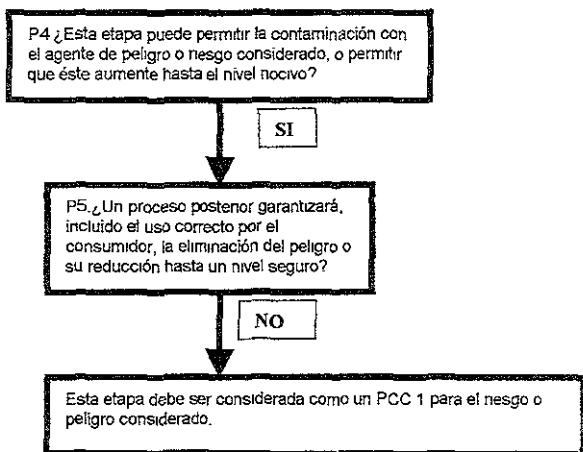 P4 ¿Esta etapa puede permitir la contaminación con
el agente de peligro o riesgo considerado, o permitir
que éste aumente hasta el nivel nocivo?
SI
P5.¿Un proceso posterior garantizará,
incluido el uso correcto por el
consumidor, la eliminación del peligro o
su reducción hasta un nivel seguro?
NO
Esta etapa debe ser considerada como un PCC 1 para el riesgo o
peligro considerado.